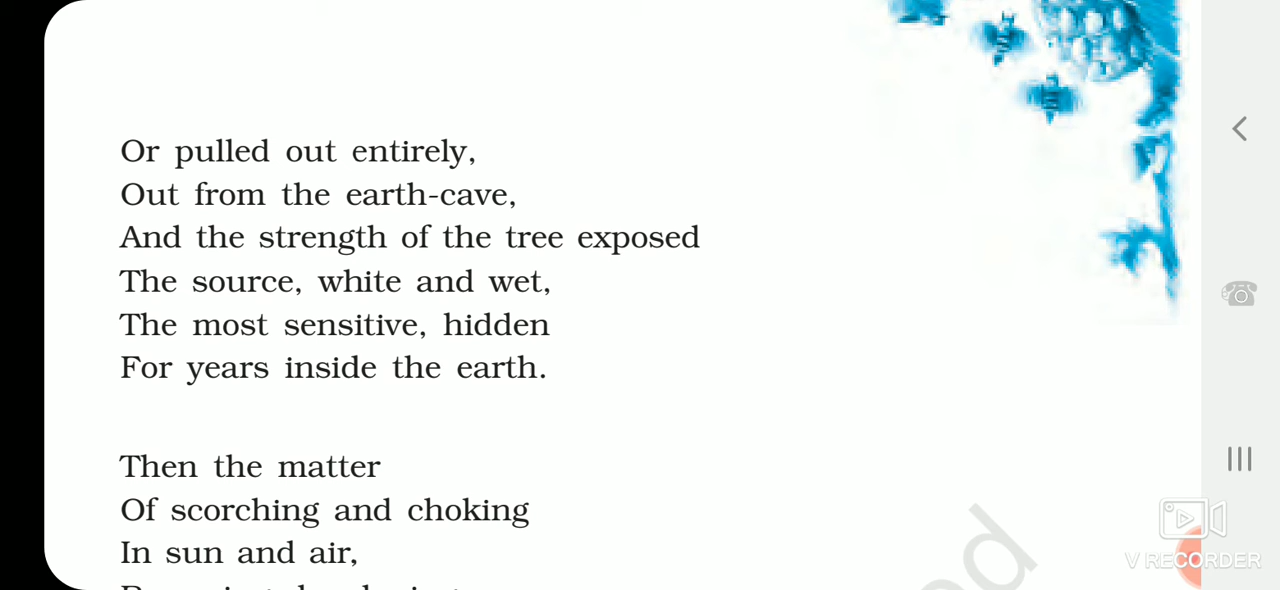 Or pulled out entirely,
Out from the earth-cave,
And the strength of the tree exposed
The source, white and wet,
The most sensitive, hidden
For years inside the earth.
Then the matter
Of scorching and choking
In sun and air,
V RECORDER